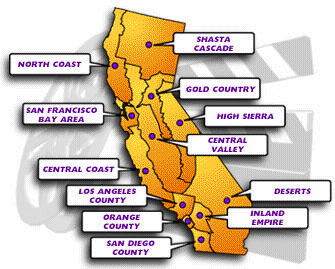 SHASTA
CASCADE
NORTH COAST
GOLD COUNTRY
SAN FRANCISCO
BAY AREA
HIGH SIERRA
CENTRAL
VALLEY
CENTRAL COAST
LOS ANGELES
COUNTY
DESERTS
ORANGE
COUNTY
INLAND
EMPIRE
SAN DIEGO
COUNTY